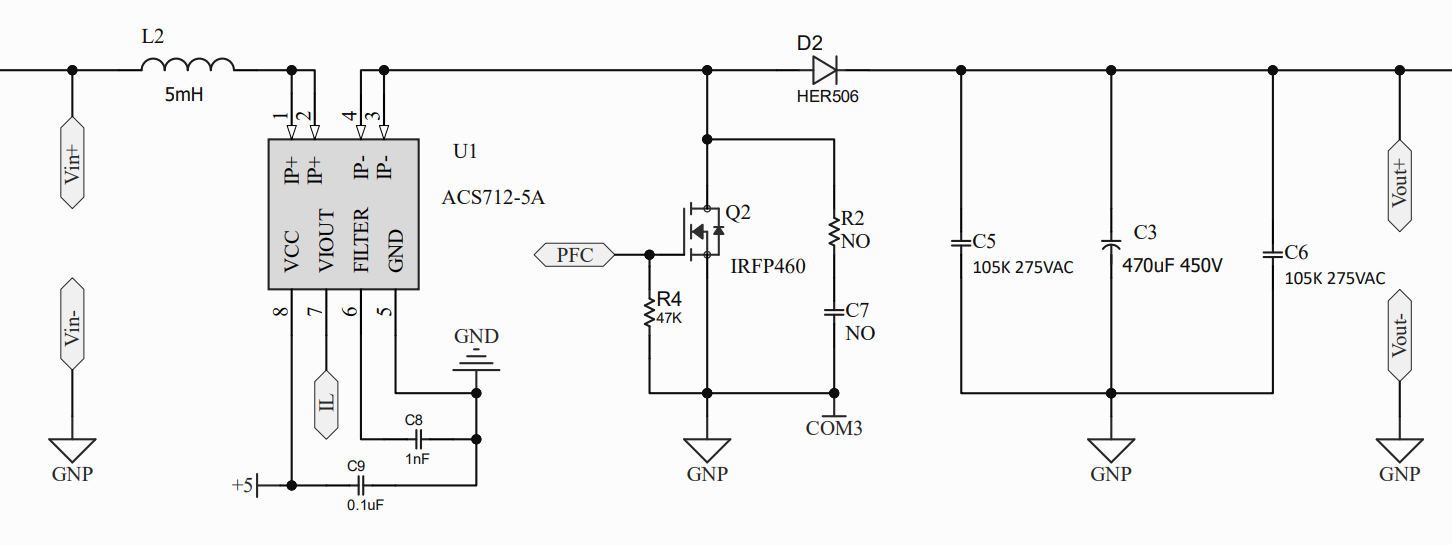 L2
5mH
D2
HER506
1
2
4
3
IP+
IP+
IP-
IP-
VCC
VIOUT
FILTER
GND
U1
ACS712-5A
8
7
6
5
Vin+
Vin-
GNP
IL
GND
C8
1nF
+5
C9
0.1uF
PFC
R4
47K
Q2
IRFP460
R2
NO
C7
NO
COM3
GNP
C5
105K 275VAC
C3
470uF 450V
C6
105K 275VAC
GNP
Vout+
Vout-
GNP